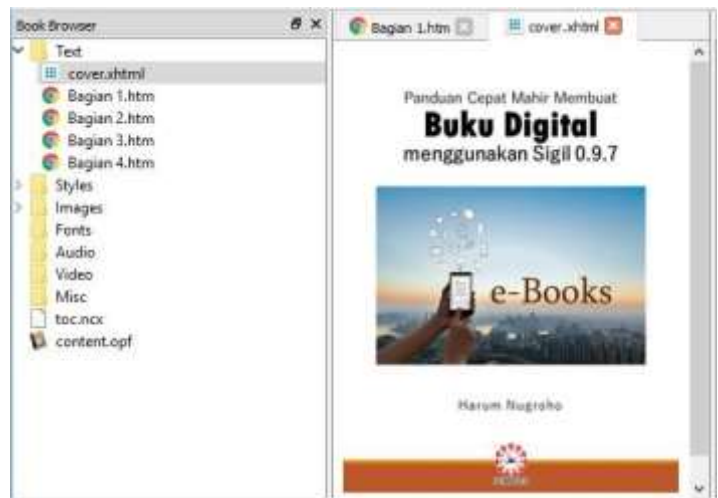 Book Browser
Text
cover.xhtml
Bagian 1.htm
Bagian 2.htm
Bagian 3.htm
Bagian 4.htm
Styles
Images
Fonts
Audio
Video
Misc
toc.ncx
content.opf
Bagian 1.htm
cover.xhtml
Panduan Cepat Mahir Membuat
Buku Digital
menggunakan Sigil 0.9.7
e-Books
Harum Nugroho